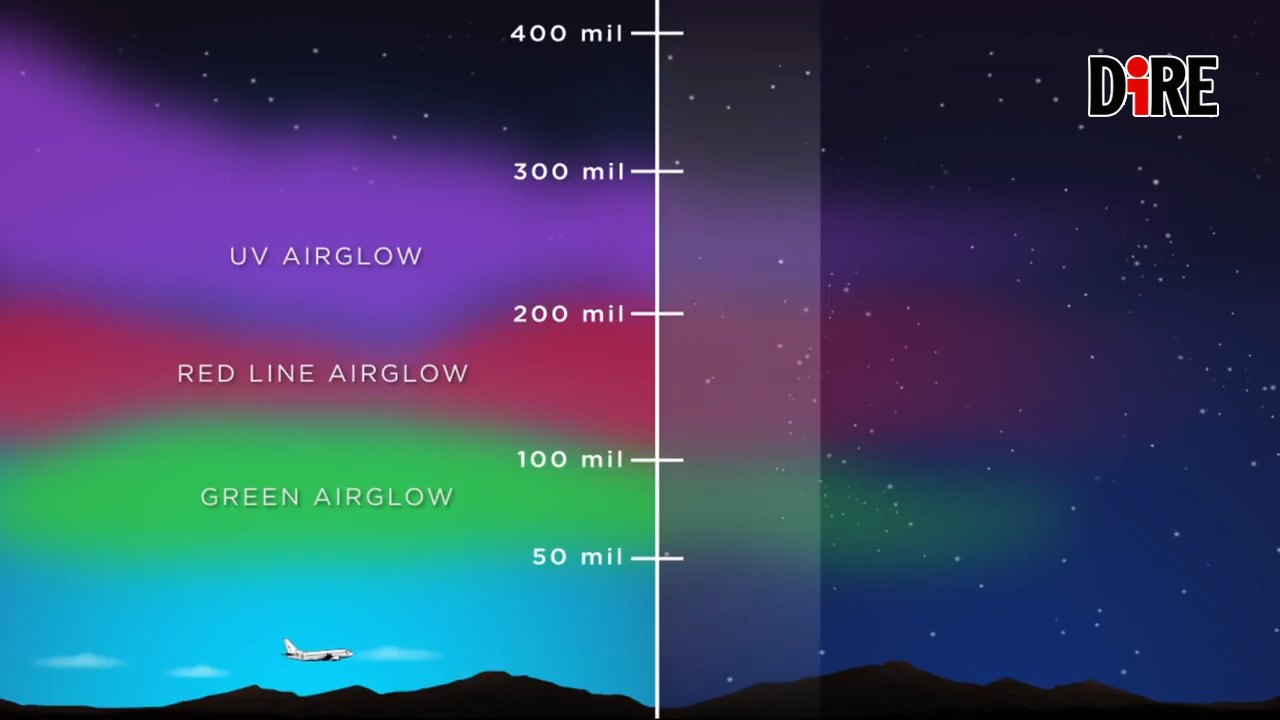 400 mil
DiRE
300 mil
UV AIRGLOW
200 mil
RED LINE AIRGLOW
100 mil
GREEN AIRGLOW
50 mil